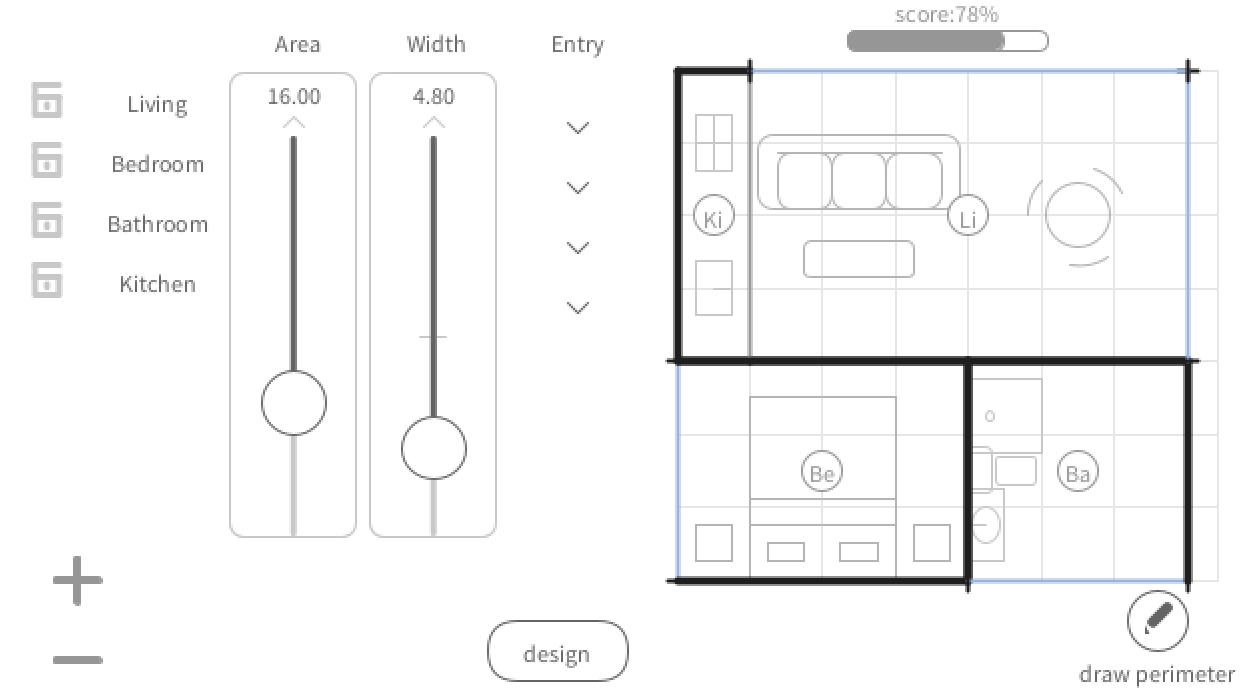 score:78%
Area Width Entry
16.00 4.80
Living
Bedroom
Bathroom
Kitchen
Ki
Li
Be
Ba
design
draw perimeter